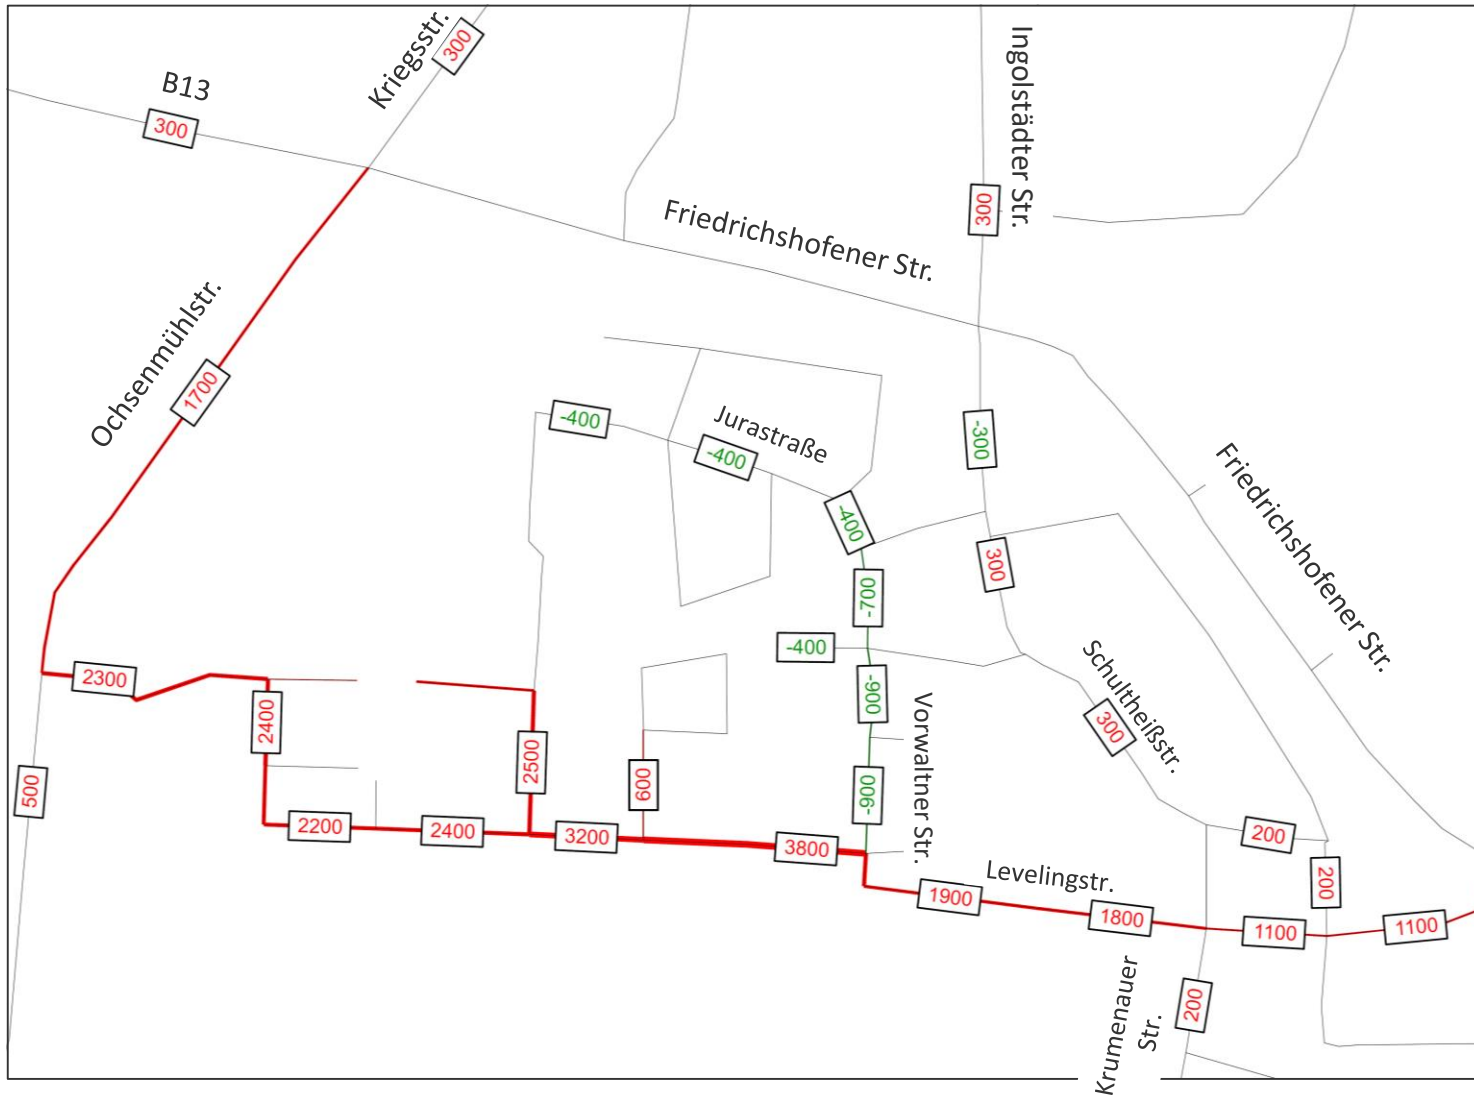 Kriegsstr.
300
B13
300
Ingolstädter Str.
300
Friedrichshofener Str.
Ochsenmühlstr.
1700
-400
Jurastraße
-400
-300
-400
300
Friedrichshofener Str.
-700
-400
-900
Schultheißstr.
300
2300
2400
2500
Vorwaltner Str.
600
-900
500
2200
2400
3200
3800
200
Levelingstr.
200
1900
1800
1100
1100
Krumenauer
Str.
200